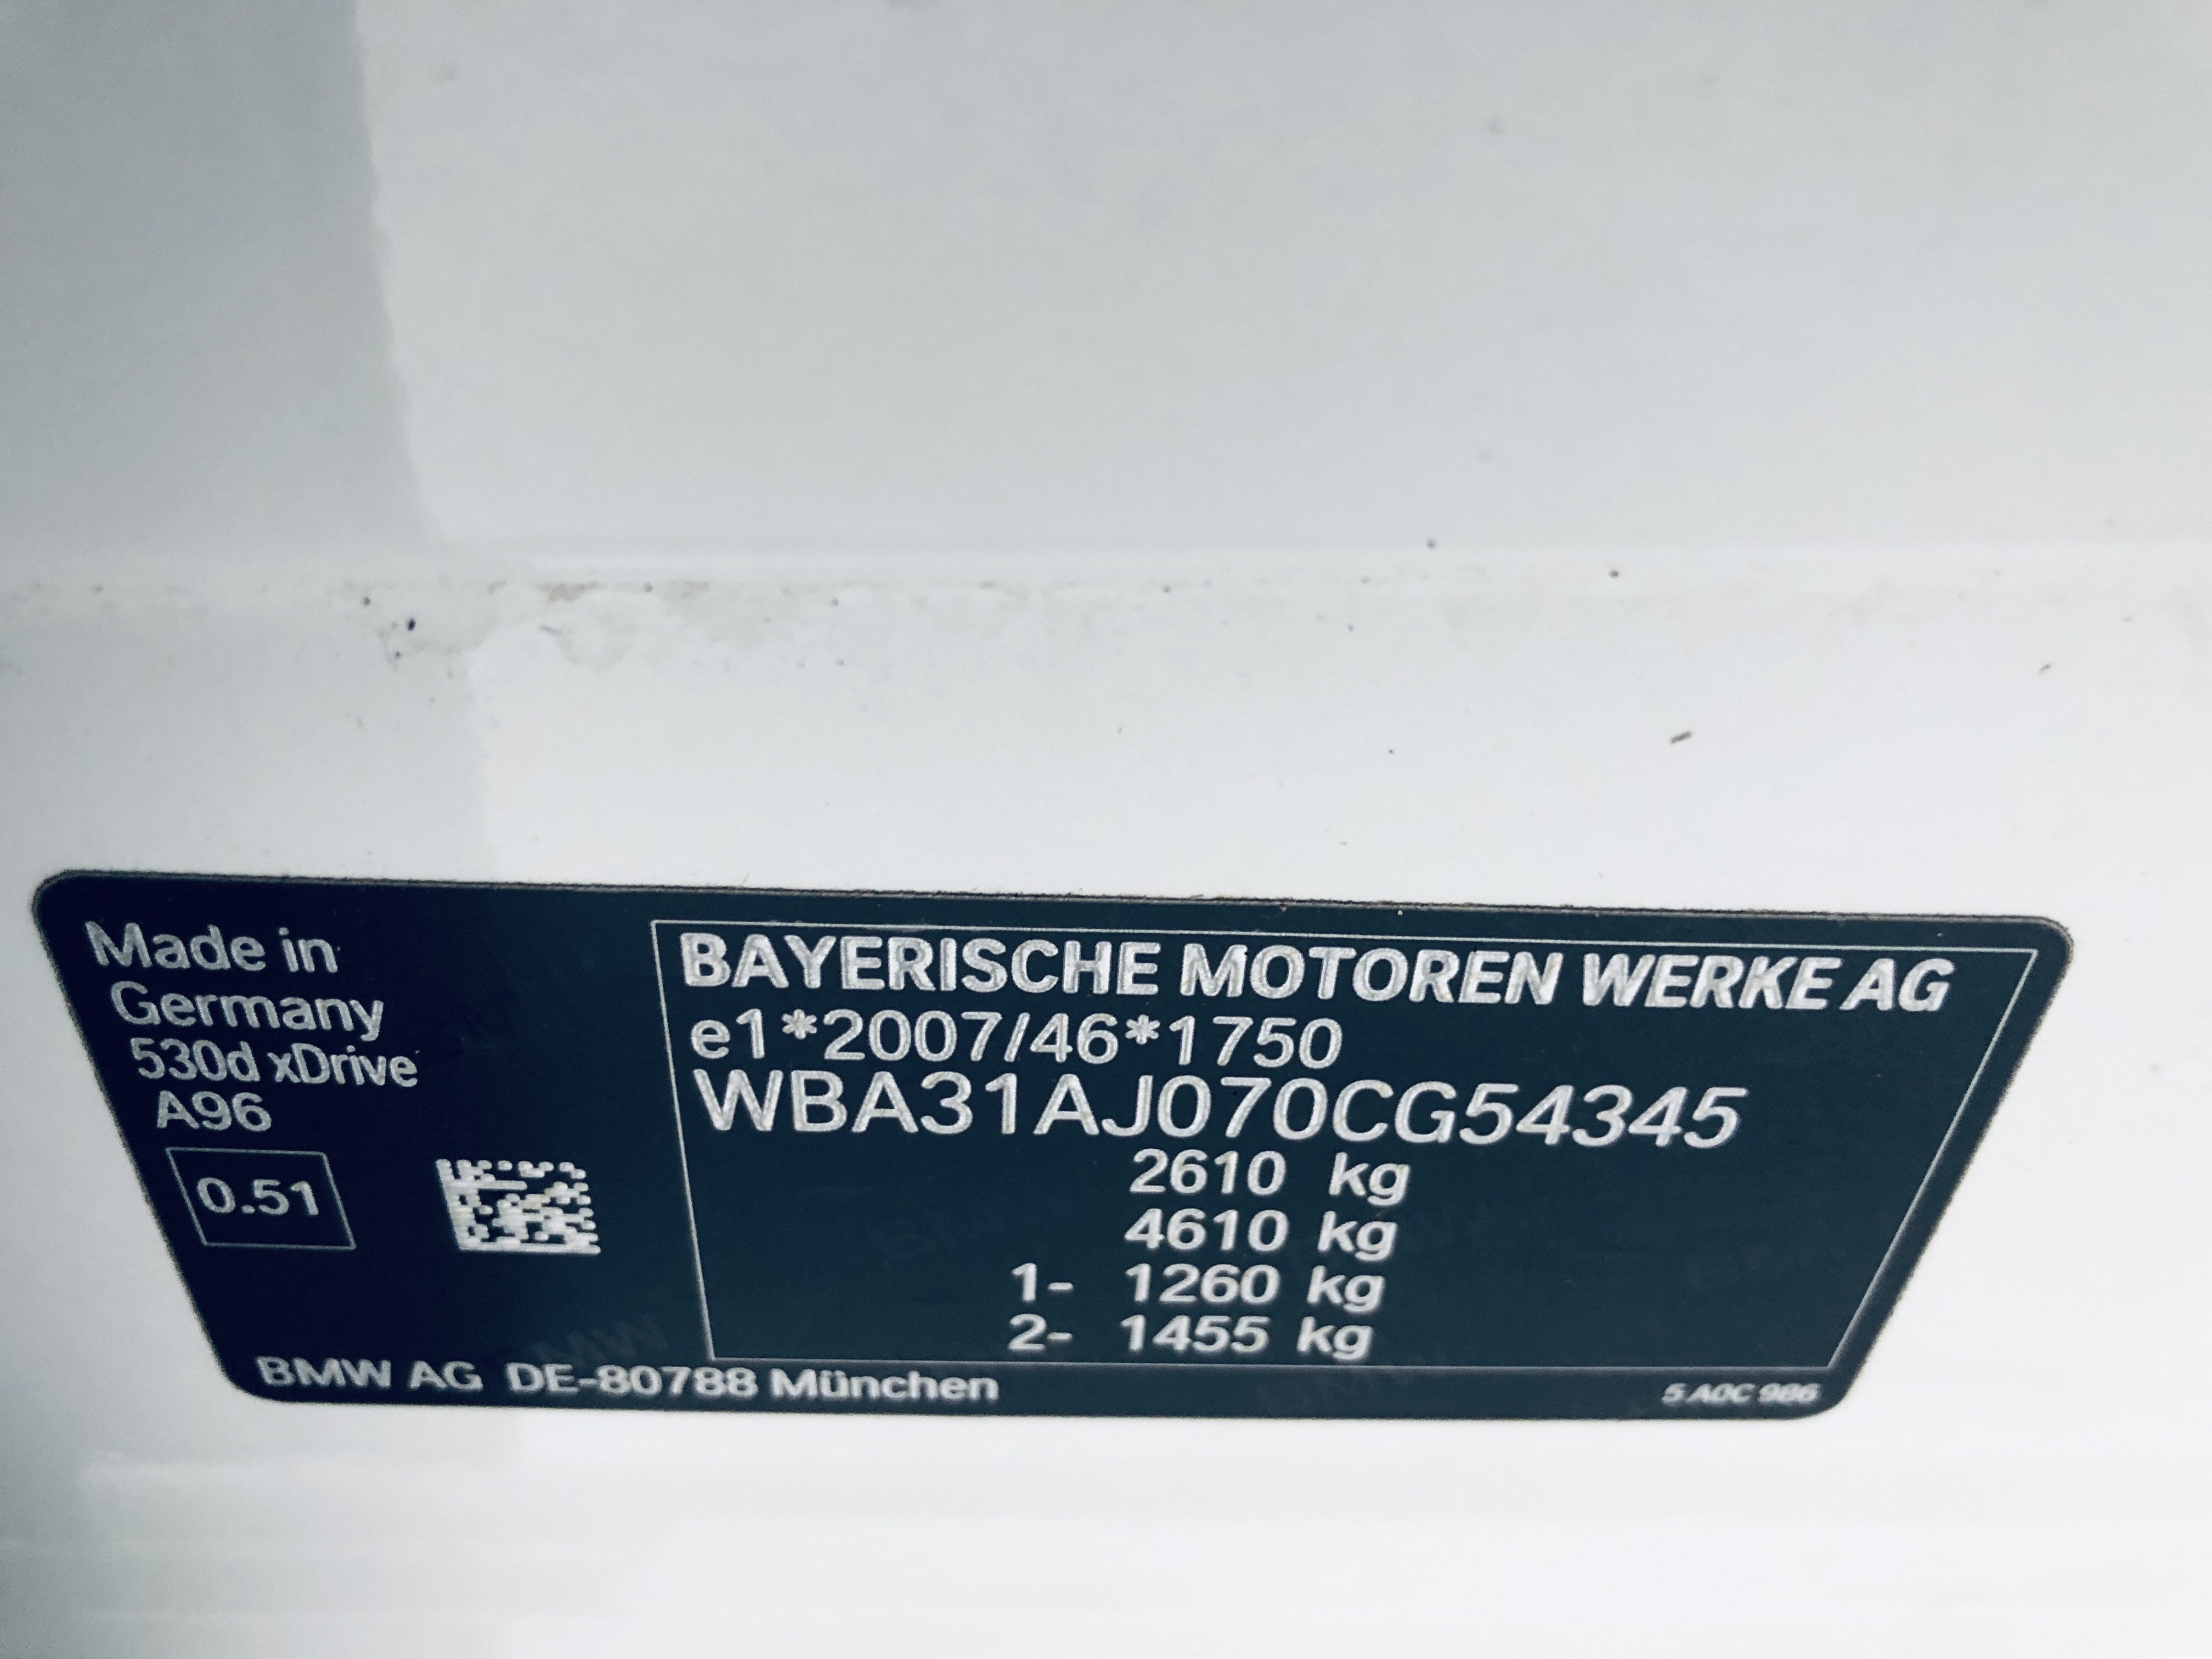 Made in
Germany
530d xDrive
A96
0.51
BAYERISCHE MOTOREN WERKE AG
e1*2007/46*1750
WBA31AJ070CG54345
2610 kg
4610 kg
1- 1260 kg
2- 1455 kg
BMW AG DE-80788 München
5 A0C 986